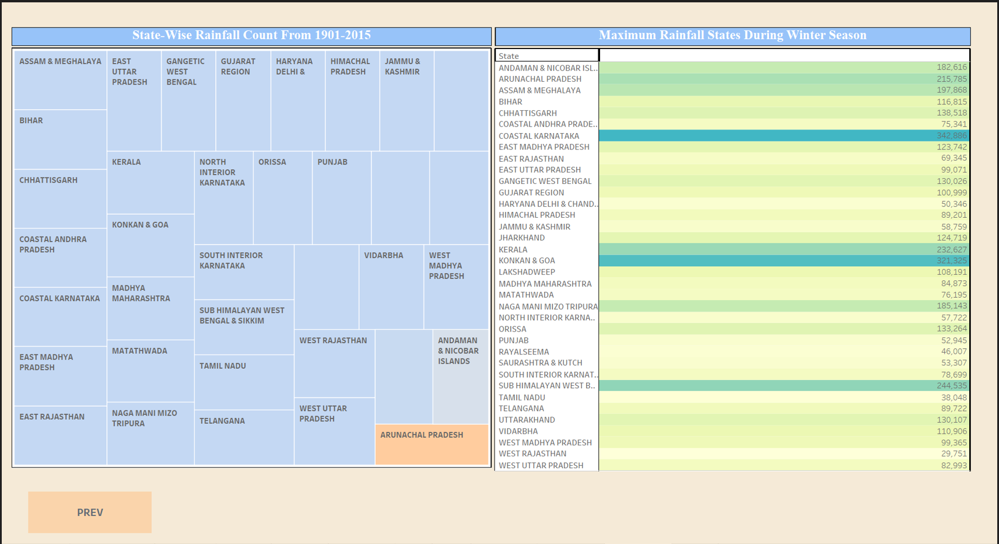 State-Wise Rainfall Count From 1901-2015
ASSAM & MEGHALAYA
BIHAR
CHHATTISGARH
COASTAL ANDHRA
PRADESH
COASTAL KARNATAKA
EAST MADHYA
PRADESH
EAST RAJASTHAN
EAST
UTTAR
PRADESH
GANGETIC
WEST
BENGAL
GUJARAT
REGION
HARYANA
DELHI &
HIMACHAL
PRADESH
JAMMU &
KASHMIR
KERALA
KONKAN & GOA
MADHYA
MAHARASHTRA
MATATHWADA
NAGA MANI MIZO
TRIPURA
NORTH
INTERIOR
KARNATAKA
ORISSA
PUNJAB
SOUTH INTERIOR
KARNATAKA
SUB HIMALAYAN WEST
BENGAL & SIKKIM
TAMIL NADU
TELANGANA
VIDARBHA
WEST
MADHYA
PRADESH
WEST RAJASTHAN
WEST UTTAR
PRADESH
ANDAMAN
& NICOBAR
ISLANDS
ARUNACHAL PRADESH
Maximum Rainfall States During Winter Season
State
ANDAMAN & NICOBAR ISL.. 182,616
ARUNACHAL PRADESH 215,785
ASSAM & MEGHALAYA 197,868
BIHAR 116,815
CHHATTISGARH 138,518
COASTAL ANDHRA PRADE.. 75,341
COASTAL KARNATAKA 342,886
EAST MADHYA PRADESH 123,742
EAST RAJASTHAN 69,345
EAST UTTAR PRADESH 99,071
GANGETIC WEST BENGAL 130,026
GUJARAT REGION 100,999
HARYANA DELHI & CHAND.. 50,346
HIMACHAL PRADESH 89,201
JAMMU & KASHMIR 58,759
JHARKHAND 124,719
KERALA 232,627
KONKAN & GOA 321,325
LAKSHADWEEP 108,191
MADHYA MAHARASHTRA 84,873
MATATHWADA 76,195
NAGA MANI MIZO TRIPURA 185,143
NORTH INTERIOR KARNA.. 57,722
ORISSA 133,264
PUNJAB 52,945
RAYALSEEMA 46,007
SAURASHTRA & KUTCH 53,307
SOUTH INTERIOR KARNAT.. 78,699
SUB HIMALAYAN WEST B.. 244,535
TAMIL NADU 38,048
TELANGANA 89,722
UTTARAKHAND 130,107
VIDARBHA 110,906
WEST MADHYA PRADESH 99,365
WEST RAJASTHAN 29,751
WEST UTTAR PRADESH 82,993
PREV